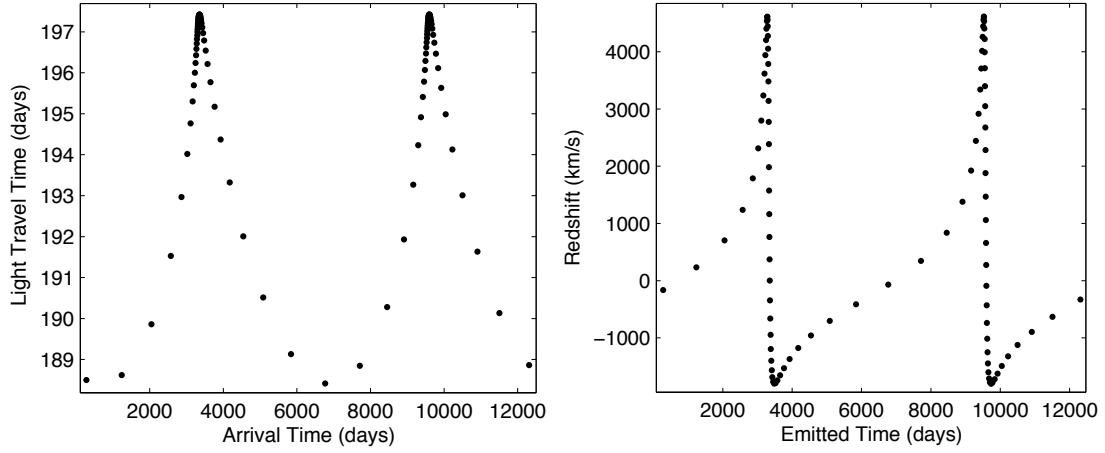 197
196
195
194
193
192
191
190
189
2000 4000 6000 8000 10000 12000
Arrival Time (days)
Light Travel Time (days)
4000
3000
2000
1000
0
−1000
2000 4000 6000 8000 10000 12000
Emitted Time (days)
Redshift (km/s)